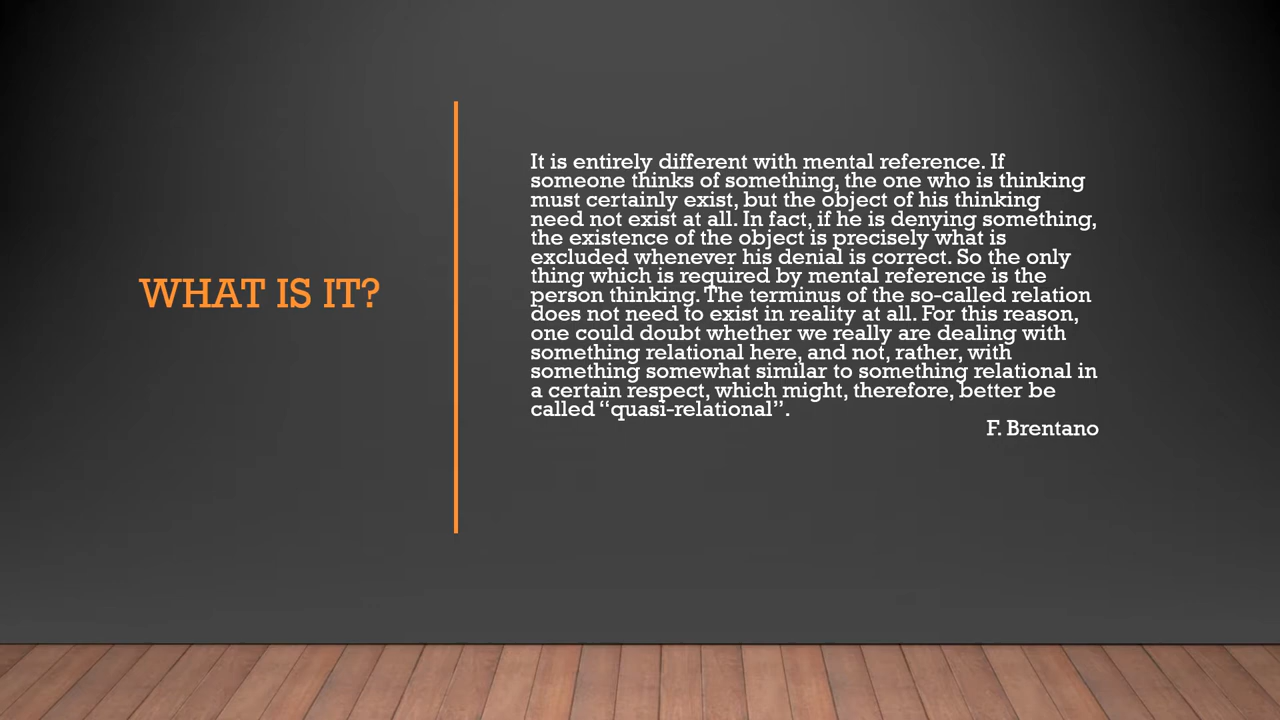 WHAT IS IT?
It is entirely different with mental reference. If
someone thinks of something, the one who is thinking
must certainly exist, but the object of his thinking
need not exist at all. In fact, if he is denying something,
the existence of the object is precisely what is
excluded whenever his denial is correct. So the only
thing which is required by mental reference is the
person thinking. The terminus of the so-called relation
does not need to exist in reality at all. For this reason,
one could doubt whether we really are dealing with
something relational here, and not, rather, with
something somewhat similar to something relational in
a certain respect, which might, therefore, better be
called “quasi-relational”.
F. Brentano